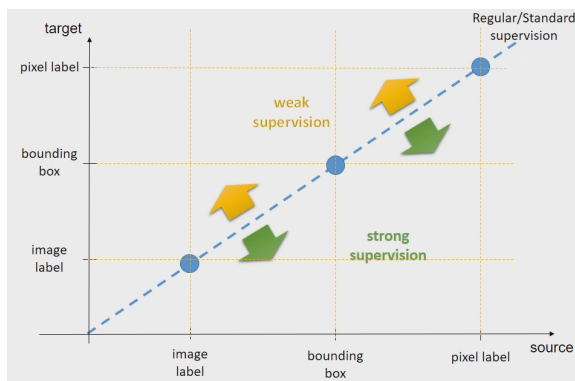 Regular/Standard
supervision
target
pixel label
weak
supervision
bounding
box
strong
supervision
image
label
source
image
label
bounding
box
pixel label